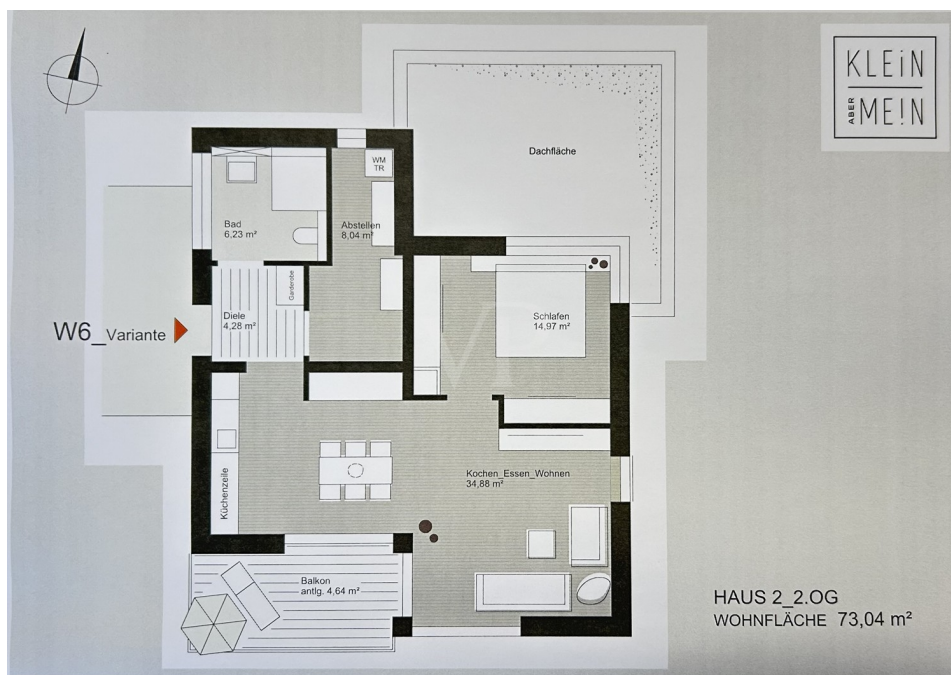 KLEiN
ABER
ME!N
Dachfläche
WM
TR
Bad
6,23 m²
Abstellen
8,04 m²
Garderobe
Diele
4,28 m²
Schlafen
14,97 m²
W6_Variante
VP
Kochen_Essen_Wohnen
34,88 m²
Küchenzeile
Balkon
antlg. 4,64 m²
HAUS 2_2.OG
WOHNFLÄCHE 73,04 m²